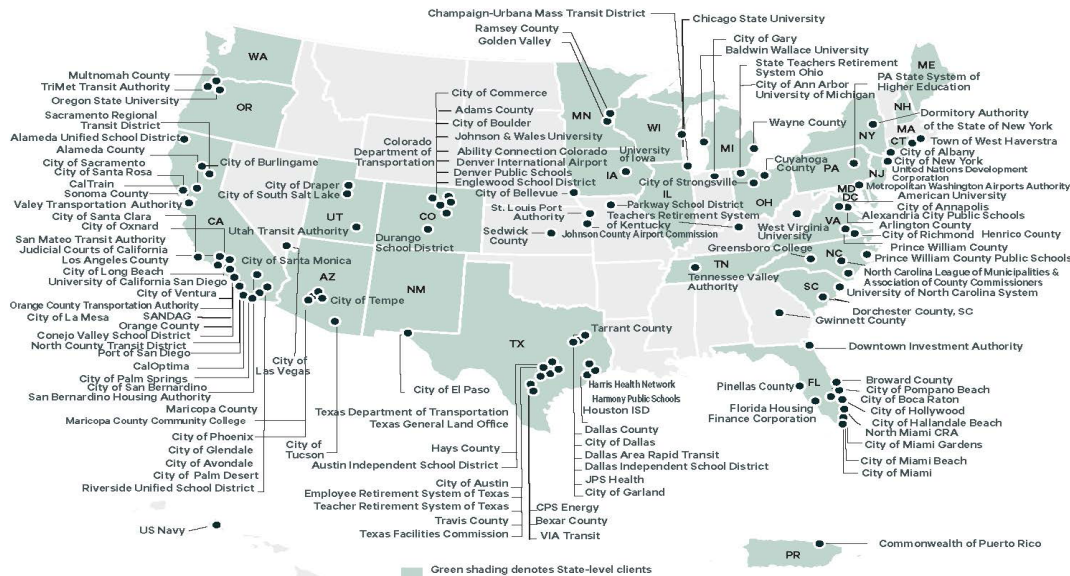 Champaign-Urbana Mass Transit District
Ramsey County
Golden Valley
Chicago State University
City of Gary
Baldwin Wallace University
State Teachers Retirement
System Ohio
City of Ann Arbor
University of Michigan
PA State System of
Higher Education
Wayne County
Dormitory Authority
of the State of New York
Town of West Haverstra
City of Albany
City of New York
United Nations Development
Corporation
Metropolitan Washington Airports Authority
American University
City of Annapolis
Alexandria City Public Schools
Arlington County
City of Richmond
Henrico County
Prince William County
Prince William County Public Schools
North Carolina League of Municipalities &
Association of County Commissioners
University of North Carolina System
Dorchester County, SC
Gwinnett County
Downtown Investment Authority
Multnomah County
TriMet Transit Authority
Oregon State University
Sacramento Regional
Transit District
Alameda Unified School District
Alameda County
City of Burlingame
City of Sacramento
City of Santa Rosa
CalTrain
Sonoma County
Valey Transportation Authority
City of Santa Clara
City of Oxnard
San Mateo Transit Authority
Judicial Courts of California
Los Angeles County
City of Santa Monica
City of Long Beach
University of California San Diego
City of Ventura
Orange County Transportation Authority
City of La Mesa
SANDAG
Orange County
Conejo Valley School District
North County Transit District
Port of San Diego
CalOptima
City of Palm Springs
City of San Bernardino
San Bernardino Housing Authority
Maricopa County
Maricopa County Community College
City of Phoenix
City of Glendale
City of Avondale
City of Palm Desert
Riverside Unified School District
City of
Las Vegas
City of
Tucson
City of Tempe
City of Draper
City of South Salt Lake
Utah Transit Authority
City of Commerce
Adams County
City of Boulder
Johnson & Wales University
Colorado
Department of
Transportation
Ability Connection Colorado
Denver International Airport
Denver Public Schools
Englewood School District
Durango
School District
City of Bellevue
University
of Iowa
St. Louis Port
Authority
Sedwick
County
Parkway School District
Teachers Retirement System
of Kentucky
Johnson County Airport Commission
City of Strongsville
Cuyahoga
County
West Virginia
University
Greensboro College
Tennessee Valley
Authority
City of El Paso
Tarrant County
Harris Health Network
Harmony Public Schools
Houston ISD
Dallas County
City of Dallas
Dallas Area Rapid Transit
Dallas Independent School District
JPS Health
City of Garland
Texas Department of Transportation
Texas General Land Office
Hays County
Austin Independent School District
City of Austin
Employee Retirement System of Texas
Teacher Retirement System of Texas
Travis County
Texas Facilities Commission
CPS Energy
Bexar County
VIA Transit
Pinellas County
Florida Housing
Finance Corporation
Broward County
City of Pompano Beach
City of Boca Raton
City of Hollywood
City of Hallandale Beach
North Miami CRA
City of Miami Gardens
City of Miami Beach
City of Miami
US Navy
Commonwealth of Puerto Rico
WA
OR
CA
UT
AZ
CO
NM
TX
MN
WI
IA
IL
MI
OH
TN
NC
SC
FL
VA
DC
MD
PA
NJ
NY
CT
MA
NH
ME
PR
Green shading denotes State-level clients